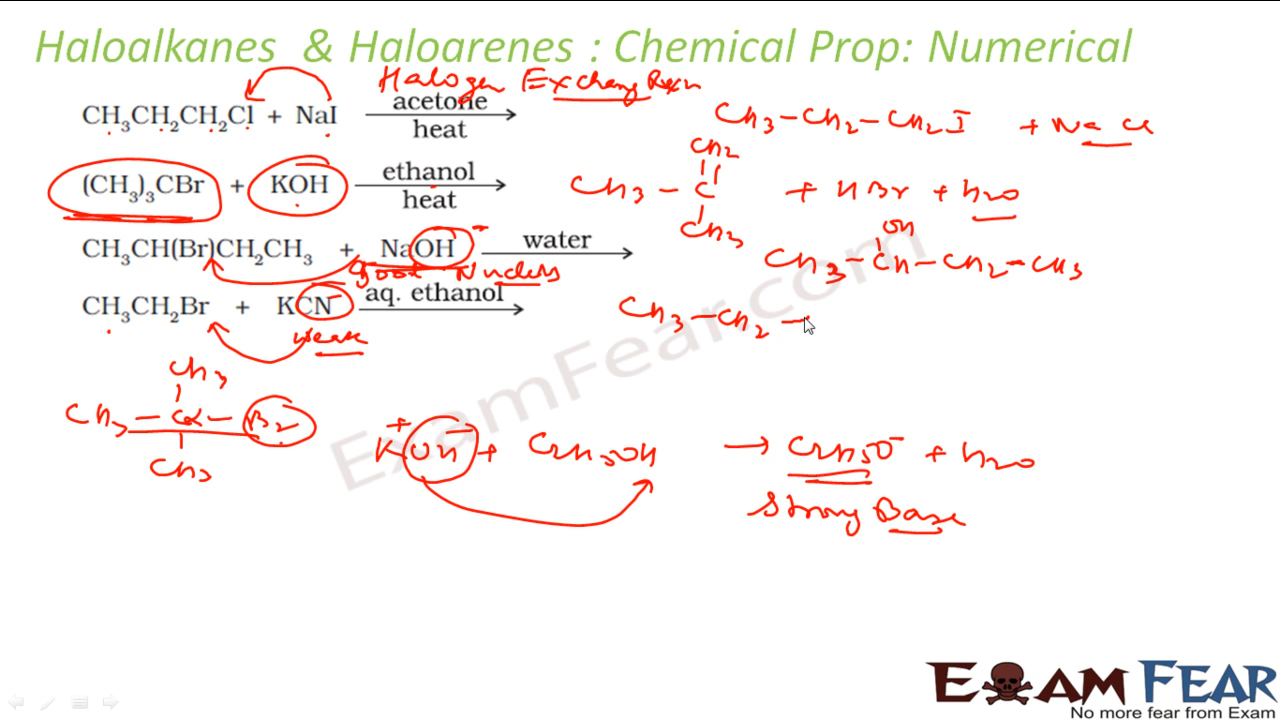 Haloalkanes & Haloarenes : Chemical Prop: Numerical
Halogen Exchang Rexn
CH₃CH₂CH₂Cl + NaI acetone heat CH₃-CH₂-CH₂I + NaCl
(CH₃)₃CBr + KOH ethanol heat CH₃-C + HBr + H₂O
CH₂
CH₃
CH₃CH(Br)CH₂CH₃ + NaOH⁻ water CH₃-CH-CH₂-CH₃
OH
good Nucleo
CH₃CH₂Br + KCN⁻ aq. ethanol CH₃-CH₂-
weak
CH₃
CH₃-C-Br
CH₃
K⁺OH⁻ + C₂H₅OH → C₂H₅O⁻ + H₂O
Strong Base
ExamFear.com
EXAM FEAR
No more fear from Exam